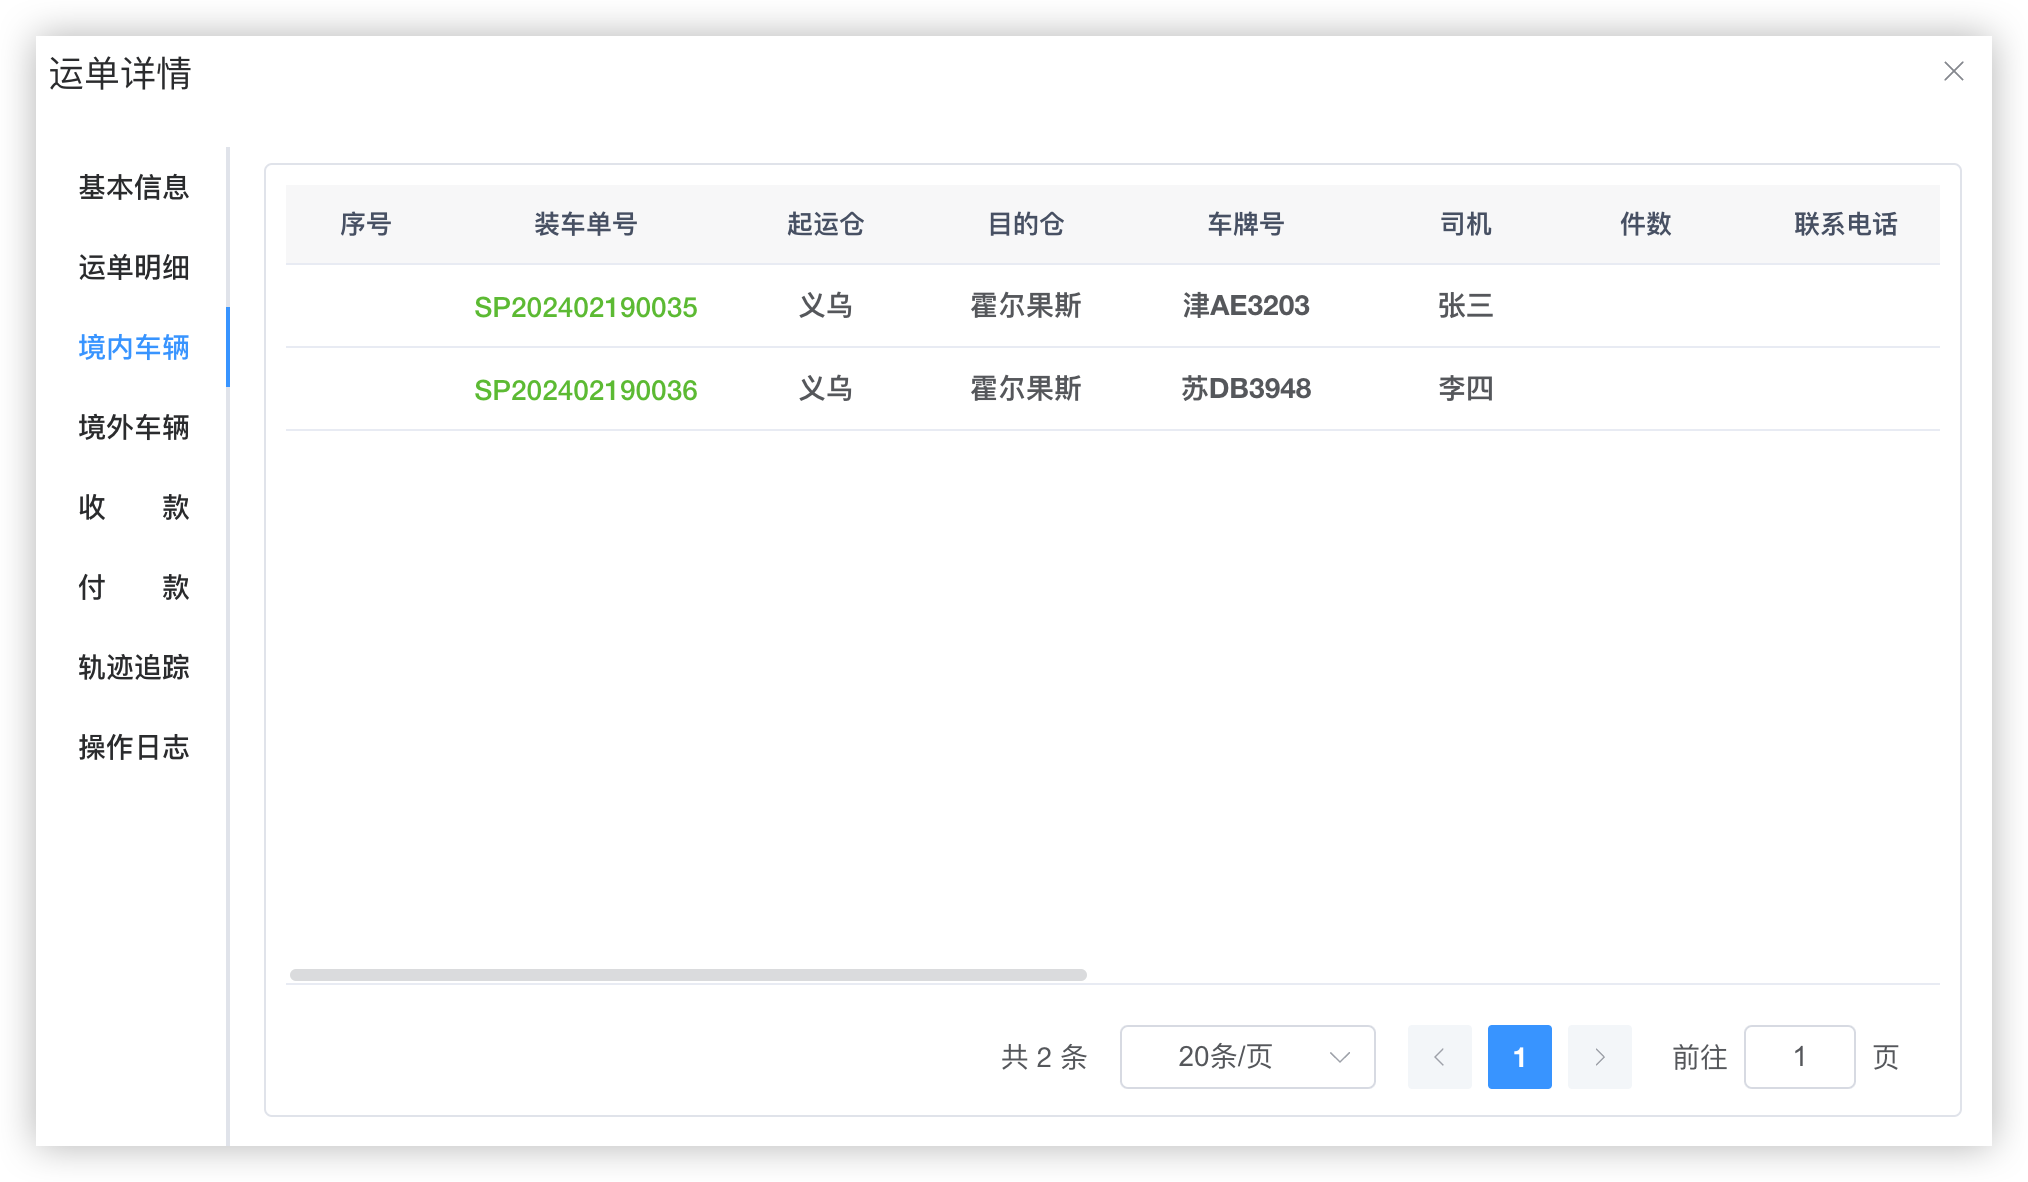 运单详情
基本信息
运单明细
境内车辆
境外车辆
收 款
付 款
轨迹追踪
操作日志
序号 装车单号 起运仓 目的仓 车牌号 司机 件数 联系电话
SP202402190035 义乌 霍尔果斯 津AE3203 张三
SP202402190036 义乌 霍尔果斯 苏DB3948 李四
共 2 条 20条/页 1 前往 1 页